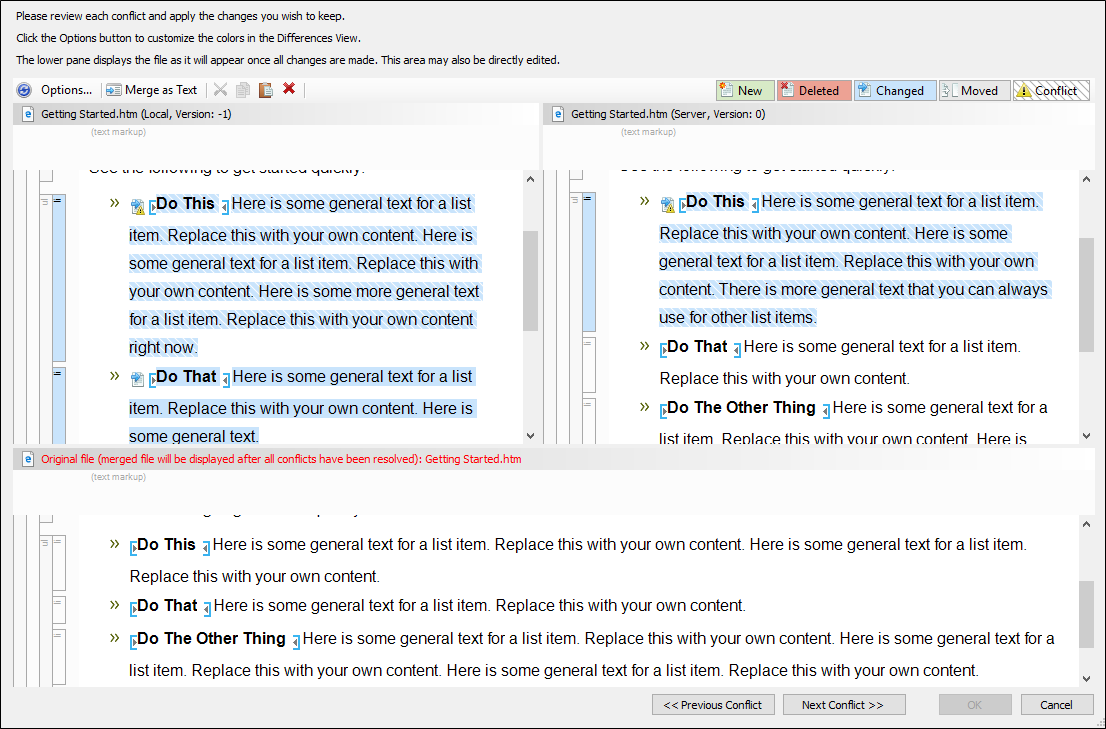 Please review each conflict and apply the changes you wish to keep.
Click the Options button to customize the colors in the Differences View.
The lower pane displays the file as it will appear once all changes are made. This area may also be directly edited.
Options... Merge as Text New Deleted Changed Moved Conflict
Getting Started.htm (Local, Version: -1)
(text markup)
See the following to get started quickly:
» Do This Here is some general text for a list
item. Replace this with your own content. Here is
some general text for a list item. Replace this with
your own content. Here is some more general text
for a list item. Replace this with your own content
right now.
» Do That Here is some general text for a list
item. Replace this with your own content. Here is
some general text.
Getting Started.htm (Server, Version: 0)
(text markup)
See the following to get started quickly:
» Do This Here is some general text for a list item.
Replace this with your own content. Here is some
general text for a list item. Replace this with your own
content. There is more general text that you can always
use for other list items.
» Do That Here is some general text for a list item.
Replace this with your own content.
» Do The Other Thing Here is some general text for a
list item. Replace this with your own content. Here is
Original file (merged file will be displayed after all conflicts have been resolved): Getting Started.htm
(text markup)
» Do This Here is some general text for a list item. Replace this with your own content. Here is some general text for a list item.
Replace this with your own content.
» Do That Here is some general text for a list item. Replace this with your own content.
» Do The Other Thing Here is some general text for a list item. Replace this with your own content. Here is some general text for a
list item. Replace this with your own content. Here is some general text for a list item. Replace this with your own content.
<< Previous Conflict Next Conflict >> OK Cancel